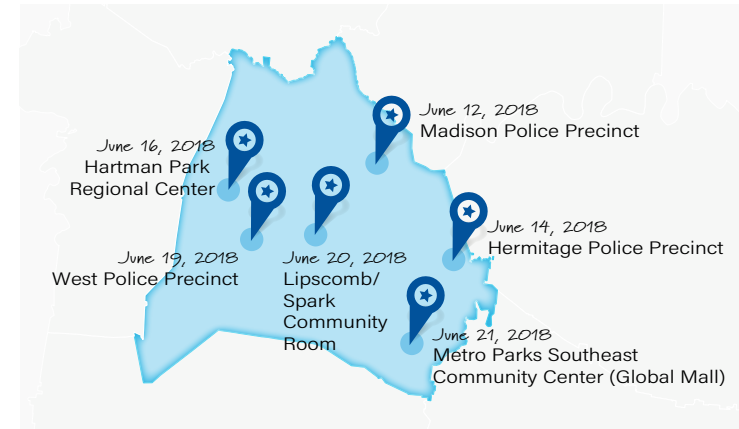 June 12, 2018
Madison Police Precinct
June 16, 2018
Hartman Park
Regional Center
June 14, 2018
Hermitage Police Precinct
June 19, 2018
West Police Precinct
June 20, 2018
Lipscomb/
Spark
Community
Room
June 21, 2018
Metro Parks Southeast
Community Center (Global Mall)